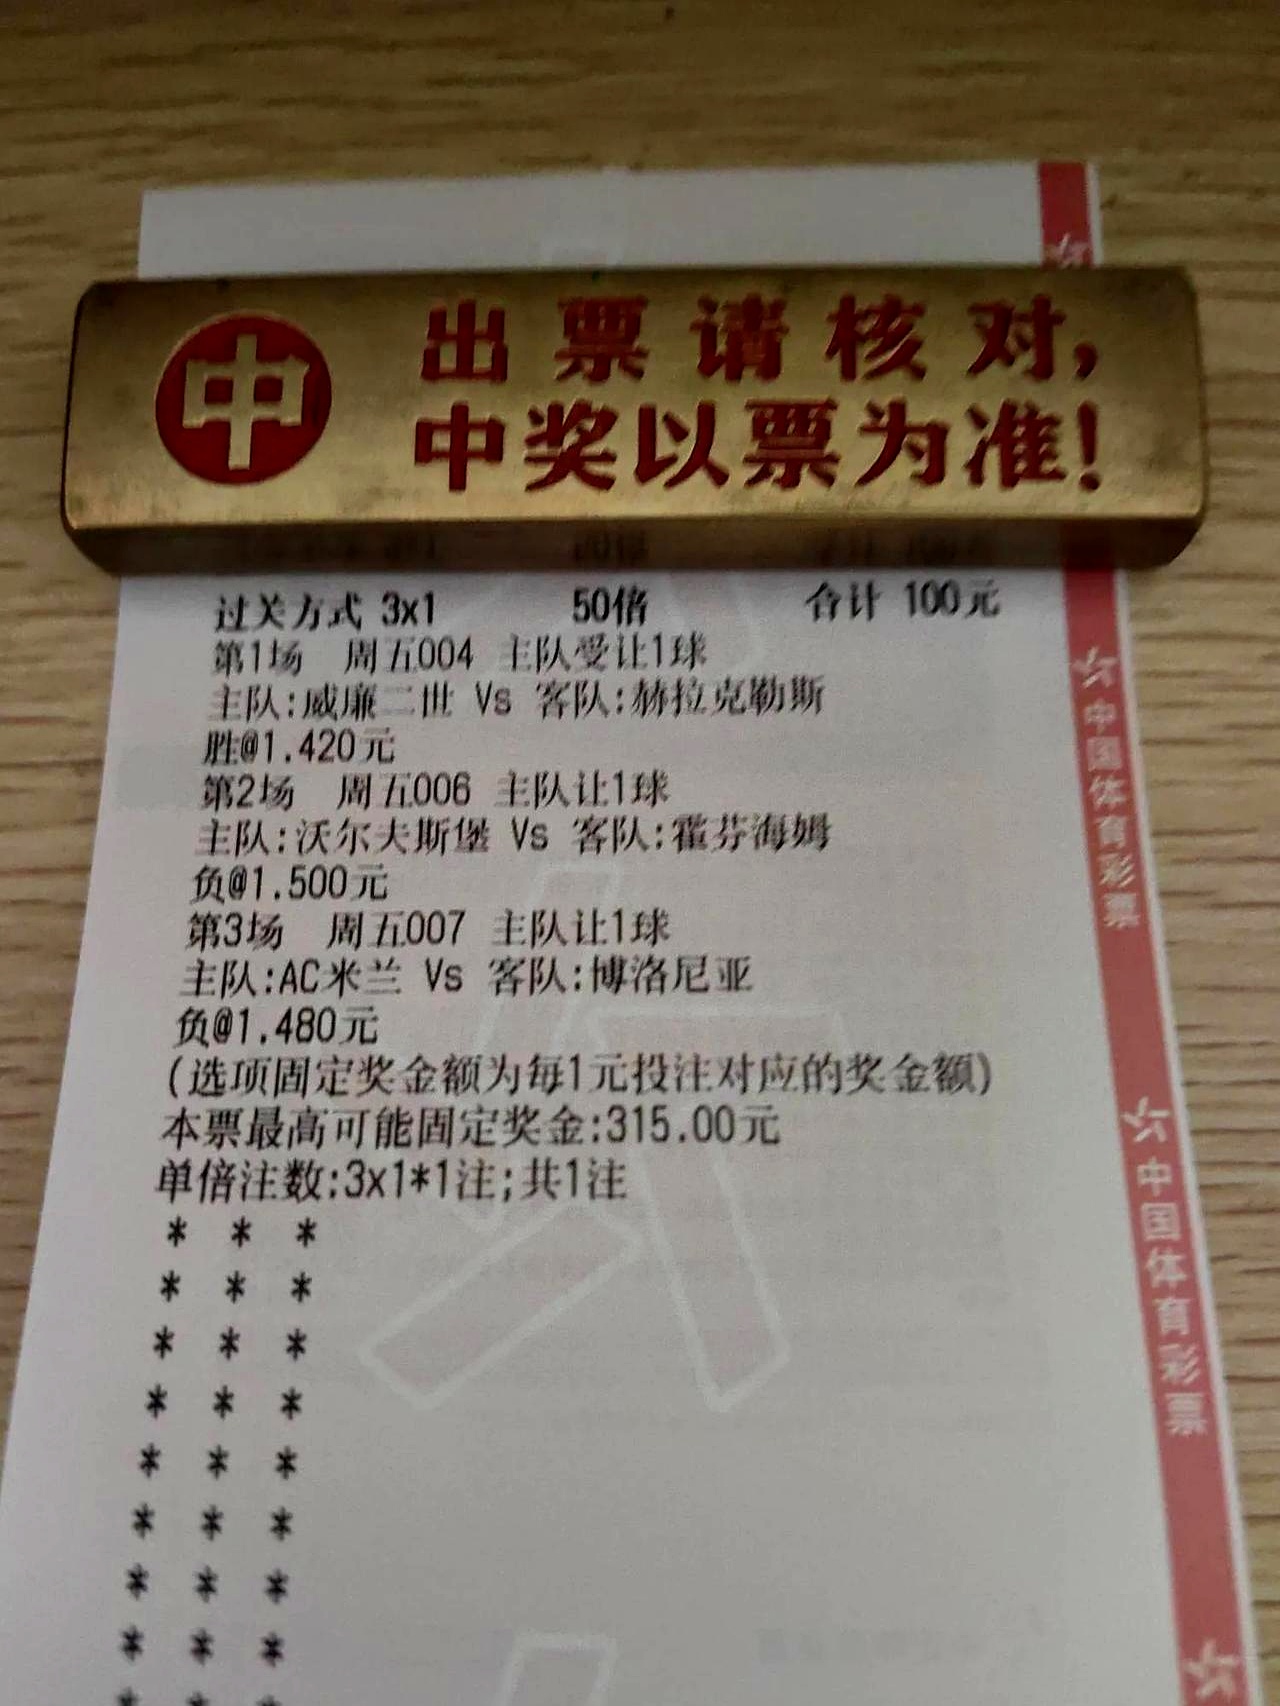 中
出票请核对,
中奖以票为准!
过关方式 3x1 50倍 合计 100元
第1场 周五004 主队受让1球
主队:威廉二世 Vs 客队:赫拉克勒斯
胜@1.420元
第2场 周五006 主队让1球
主队:沃尔夫斯堡 Vs 客队:霍芬海姆
负@1.500元
第3场 周五007 主队让1球
主队:AC米兰 Vs 客队:博洛尼亚
负@1.480元
(选项固定奖金额为每1元投注对应的奖金额)
本票最高可能固定奖金:315.00元
单倍注数:3x1*1注;共1注
* * *
* * *
* * *
* * *
* * *
* * *
* * *
* * *
* * *
中国体育彩票
中国体育彩票